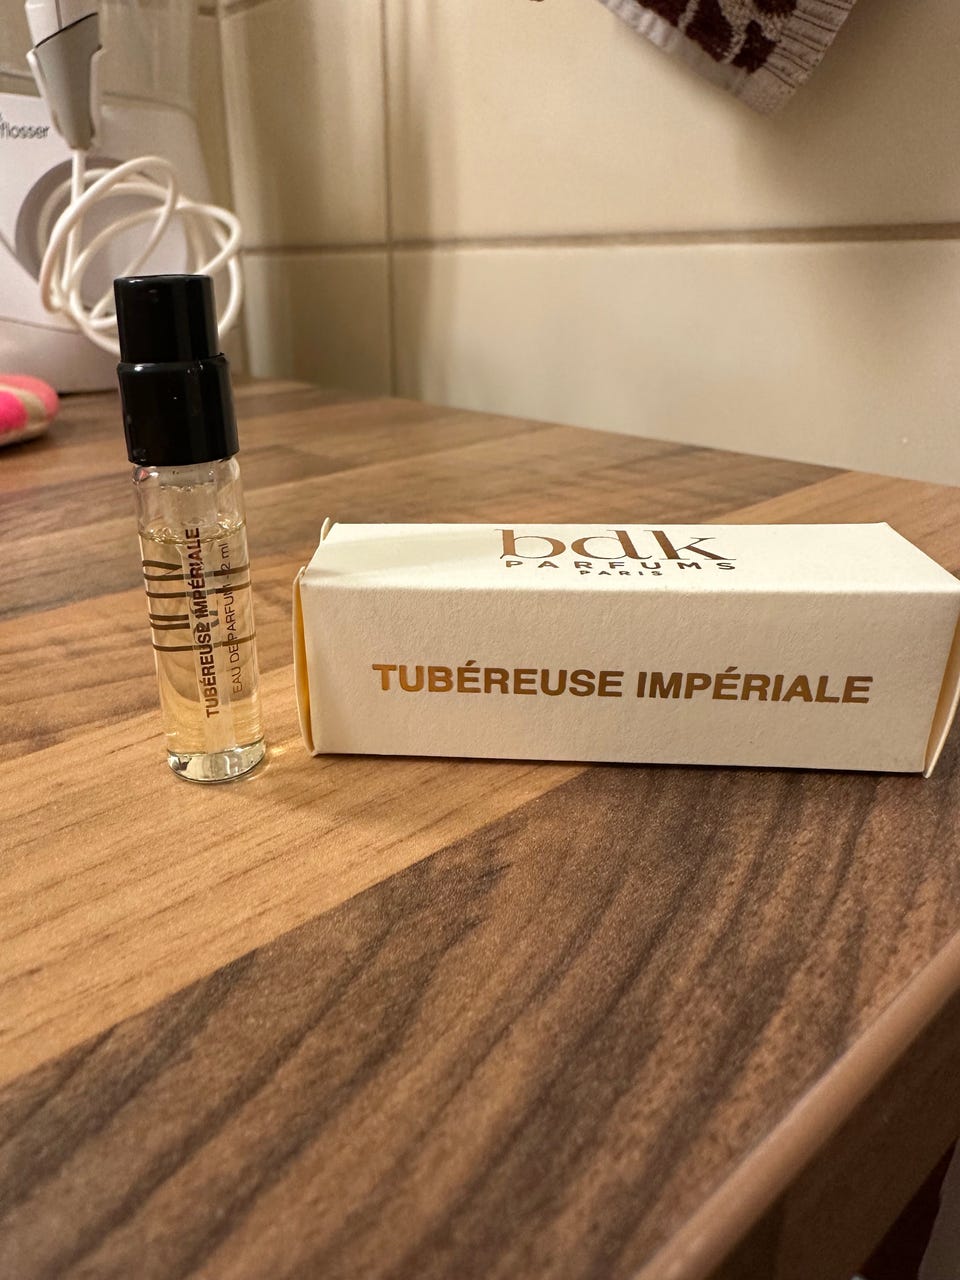 flosser
TUBÉREUSE IMPÉRIALE
EAU DE PARFUM - 2 ml
bdk
PARFUMS
PARIS
TUBÉREUSE IMPÉRIALE